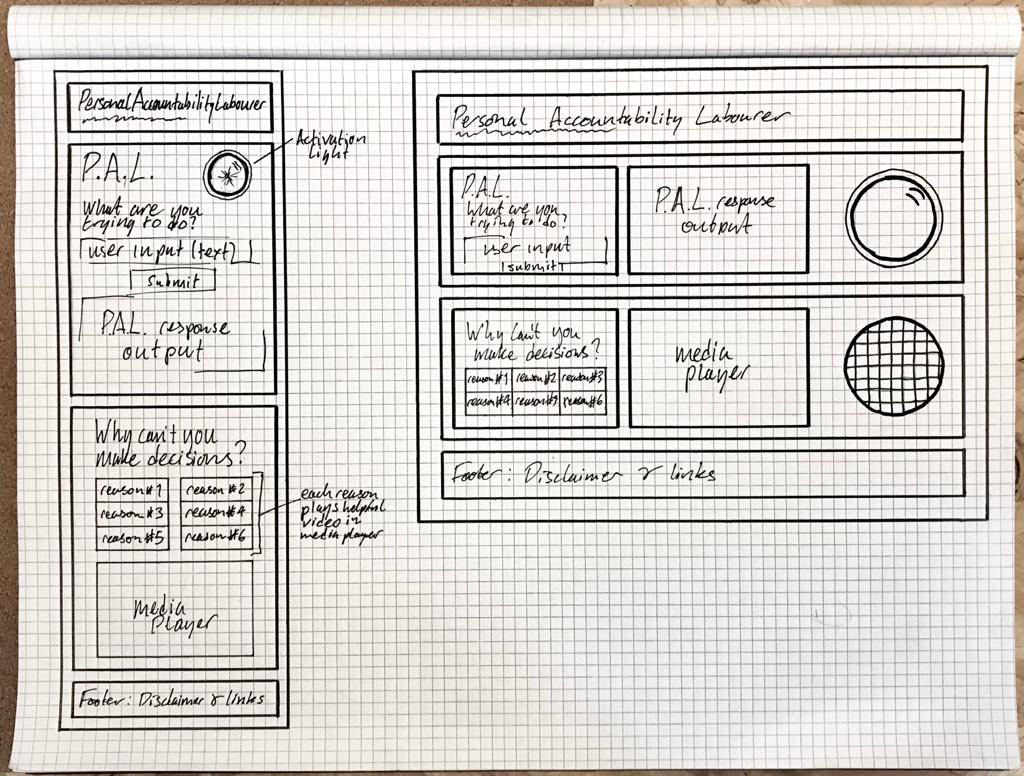 Personal Accountability Labourer
P.A.L.
Activation
light
What are you
trying to do?
user input (text)
submit
P.A.L. response
output
Why can't you
make decisions?
reason#1 reason#2
reason#3 reason#4
reason#5 reason#6
each reason
plays helpful
video in
media player
media
player
Footer: Disclaimer & links
Personal Accountability Labourer
P.A.L.
What are you
trying to do?
user input
submit
P.A.L. response
output
Why can't you
make decisions?
reason#1 reason#2 reason#3
reason#4 reason#6
media
player
Footer: Disclaimer & links